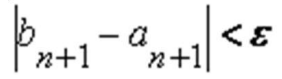 |b_{n+1} - a_{n+1}| < ε